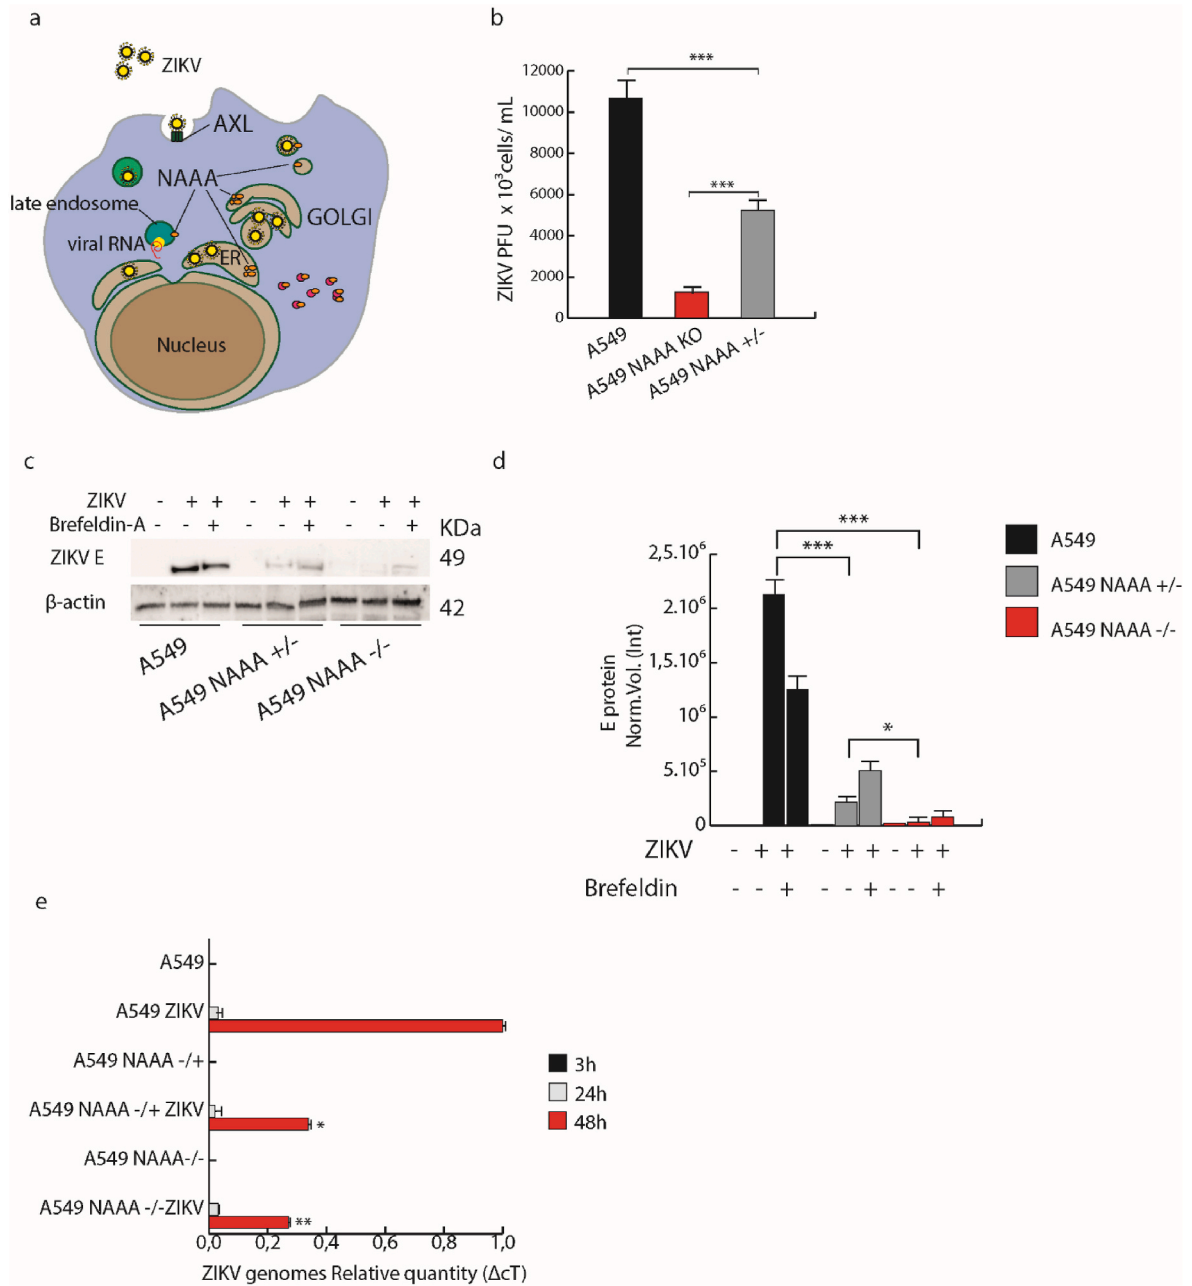 a
ZIKV
AXL
NAAA
late endosome
GOLGI
viral RNA
ER
Nucleus
b
***
***
ZIKV PFU x 10³cells/ mL
12000
10000
8000
6000
4000
2000
0
A549
A549 NAAA KO
A549 NAAA +/-
c
ZIKV - + + - + + - + +
Brefeldin-A - - + - - + - - +
KDa
ZIKV E 49
β-actin 42
A549
A549 NAAA +/-
A549 NAAA -/-
d
***
***
*
E protein
Norm.Vol. (Int)
2,5.10⁶
2.10⁶
1,5.10⁶
10⁶
5.10⁵
0
ZIKV - + + - + + - + +
Brefeldin - - + - - + - - +
A549
A549 NAAA +/-
A549 NAAA -/-
e
A549
A549 ZIKV
A549 NAAA -/+
A549 NAAA -/+ ZIKV *
A549 NAAA-/-
A549 NAAA -/-ZIKV **
0,0 0,2 0,4 0,6 0,8 1,0
ZIKV genomes Relative quantity (ΔcT)
3h
24h
48h